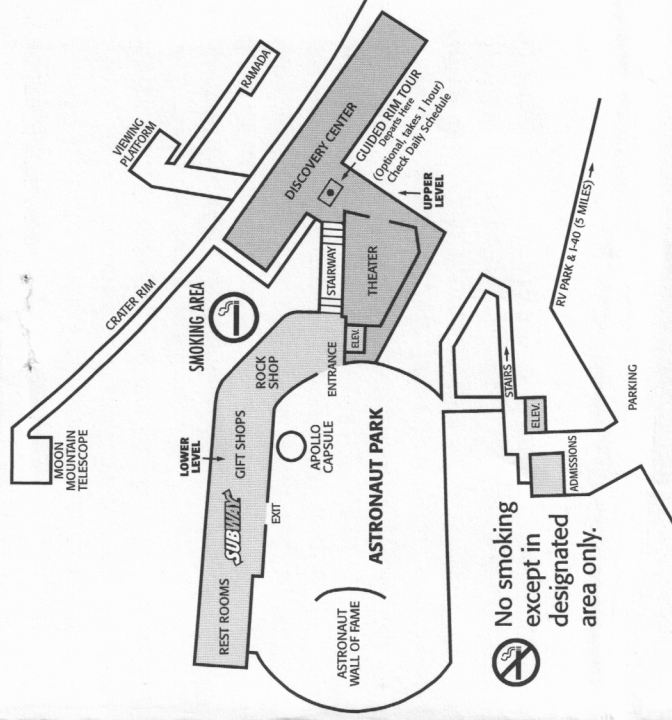 RAMADA
VIEWING
PLATFORM
DISCOVERY CENTER
GUIDED RIM TOUR
Departs Here
(Optional, takes 1 hour)
Check Daily Schedule
UPPER
LEVEL
CRATER RIM
SMOKING AREA
STAIRWAY
THEATER
ELEV.
RV PARK & I-40 (5 MILES)
ROCK
SHOP
ENTRANCE
MOON
MOUNTAIN
TELESCOPE
LOWER
LEVEL
GIFT SHOPS
APOLLO
CAPSULE
STAIRS
ELEV.
PARKING
ADMISSIONS
SUBWAY
EXIT
ASTRONAUT PARK
REST ROOMS
ASTRONAUT
WALL OF FAME
No smoking
except in
designated
area only.